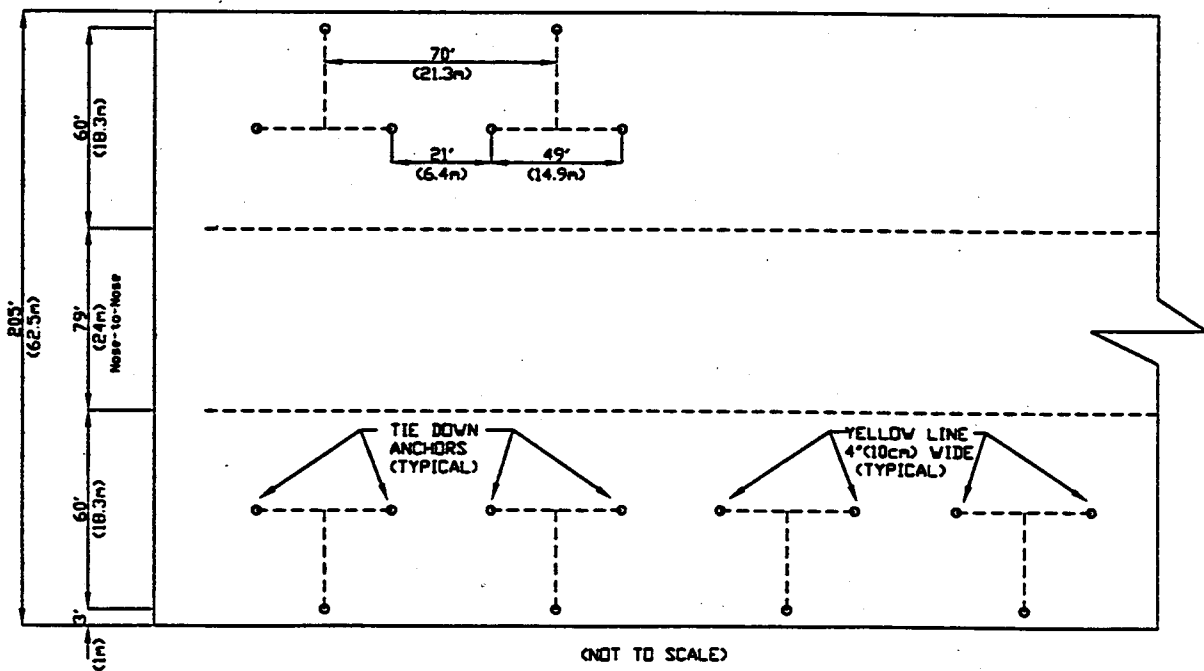 70'
(21.3m)
60'
(18.3m)
21'
(6.4m)
49'
(14.9m)
205'
(62.5m)
79'
(24m)
Nose-to-Nose
TIE DOWN
ANCHORS
(TYPICAL)
YELLOW LINE
4"(10cm) WIDE
(TYPICAL)
60'
(18.3m)
3'
(1m)
(NOT TO SCALE)